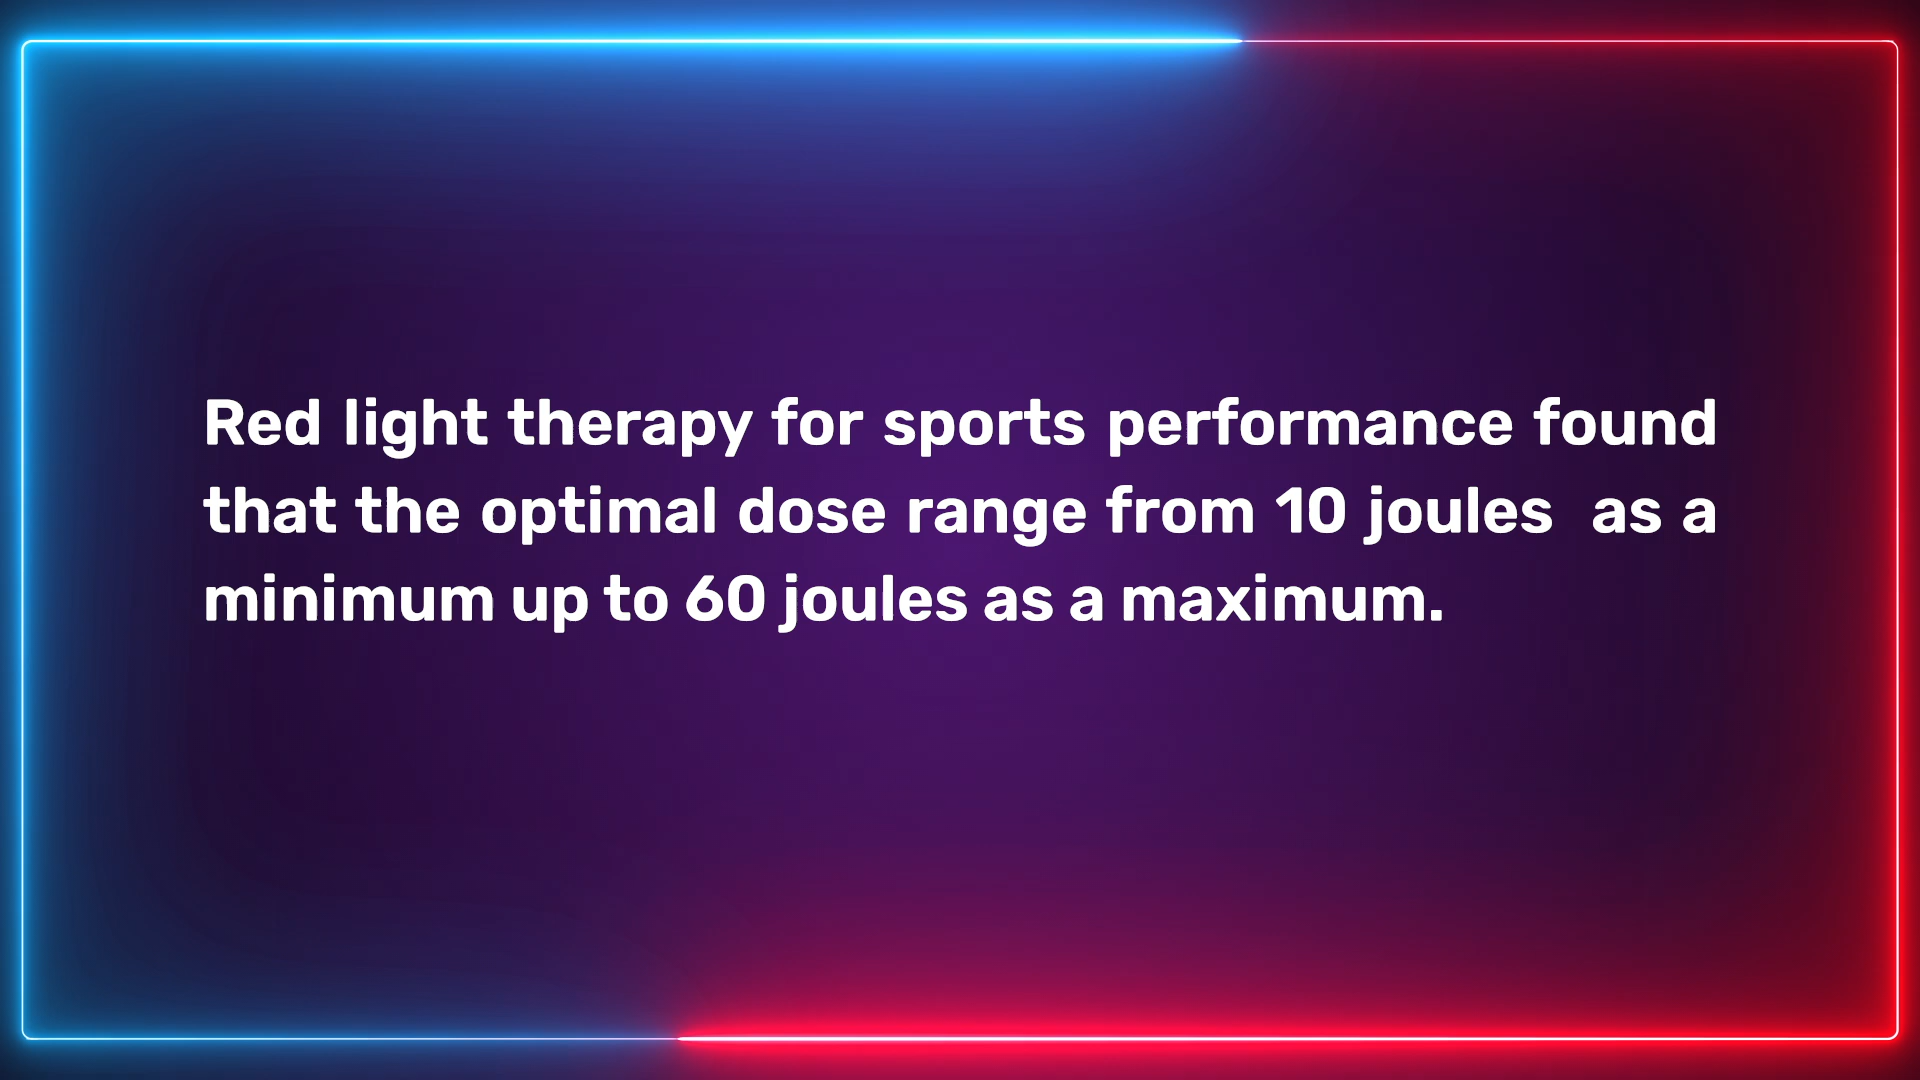 Red light therapy for sports performance found
that the optimal dose range from 10 joules  as a
minimum up to 60 joules as a maximum.